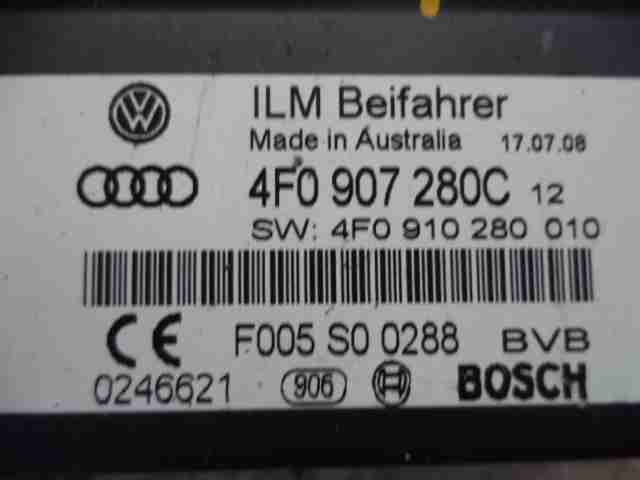 ILM Beifahrer
Made in Australia 17.07.08
4F0 907 280C 12
SW: 4F0 910 280 010
CE F005 S0 0288 BVB
0246621 906 BOSCH